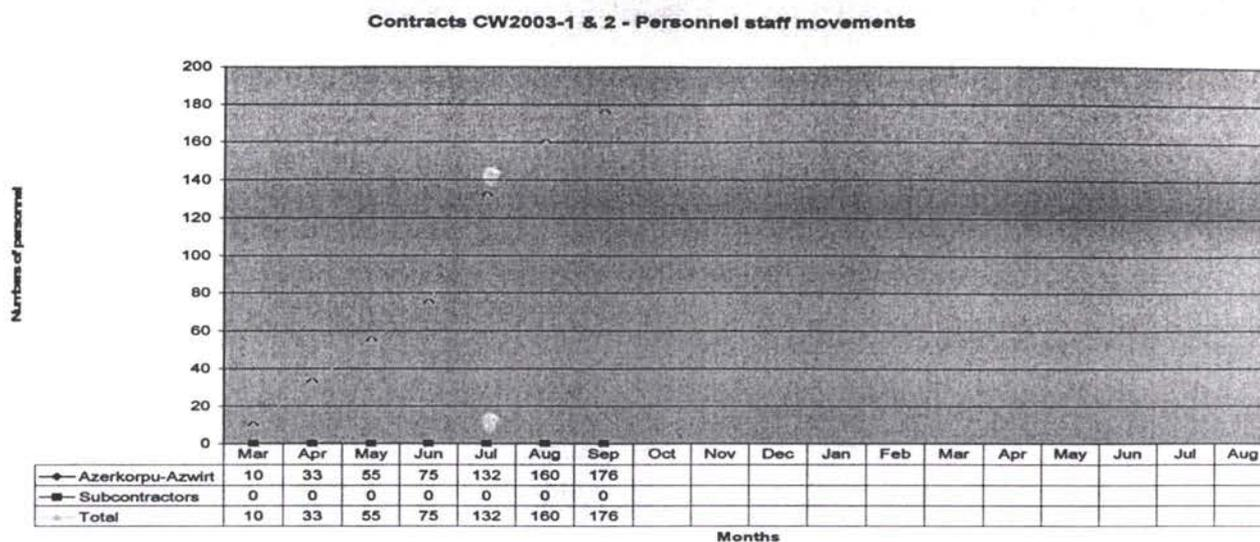 Contracts CW2003-1 & 2 - Personnel staff movements
Numbers of personnel
200
180
160
140
120
100
80
60
40
20
0
Mar Apr May Jun Jul Aug Sep Oct Nov Dec Jan Feb Mar Apr May Jun Jul Aug
Azerkorpu-Azwirt 10 33 55 75 132 160 176
Subcontractors 0 0 0 0 0 0 0
Total 10 33 55 75 132 160 176
Months